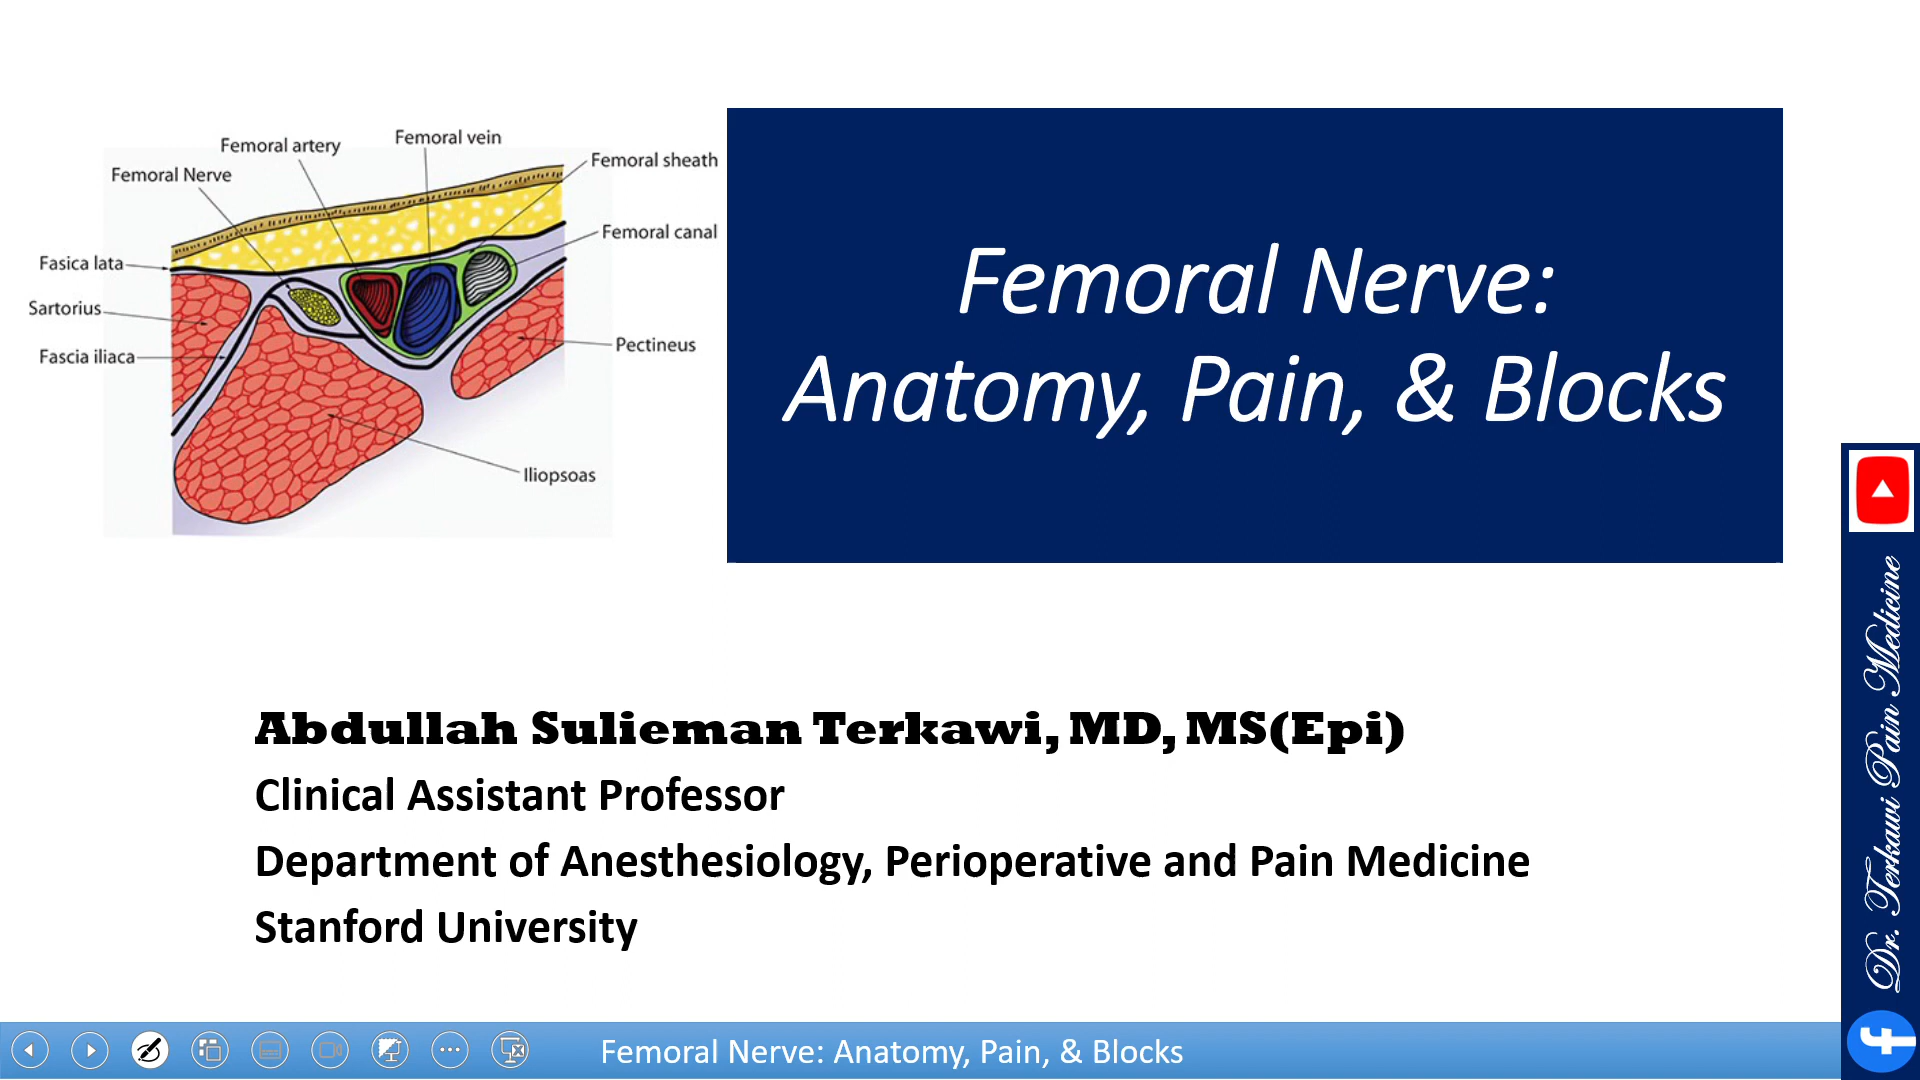 Femoral artery
Femoral vein
Femoral sheath
Femoral Nerve
Femoral canal
Fasica lata
Sartorius
Fascia iliaca
Pectineus
Iliopsoas
Femoral Nerve:
Anatomy, Pain, & Blocks
Abdullah Sulieman Terkawi, MD, MS(Epi)
Clinical Assistant Professor
Department of Anesthesiology, Perioperative and Pain Medicine
Stanford University
Dr. Terkawi Pain Medicine
Femoral Nerve: Anatomy, Pain, & Blocks